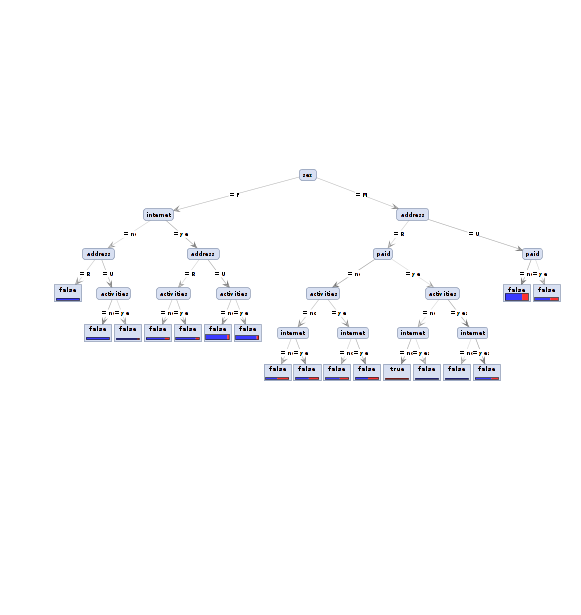 sex
= F = M
internet address
= no = yes = R = U
address address paid paid
= R = U = R = U = no = yes = no = yes
false activities activities activities activities activities false false
= no = yes = no = yes = no = yes = no = yes = no = yes
false false false false false false internet internet internet internet
= no = yes = no = yes = no = yes = no = yes
false false false false true false false false